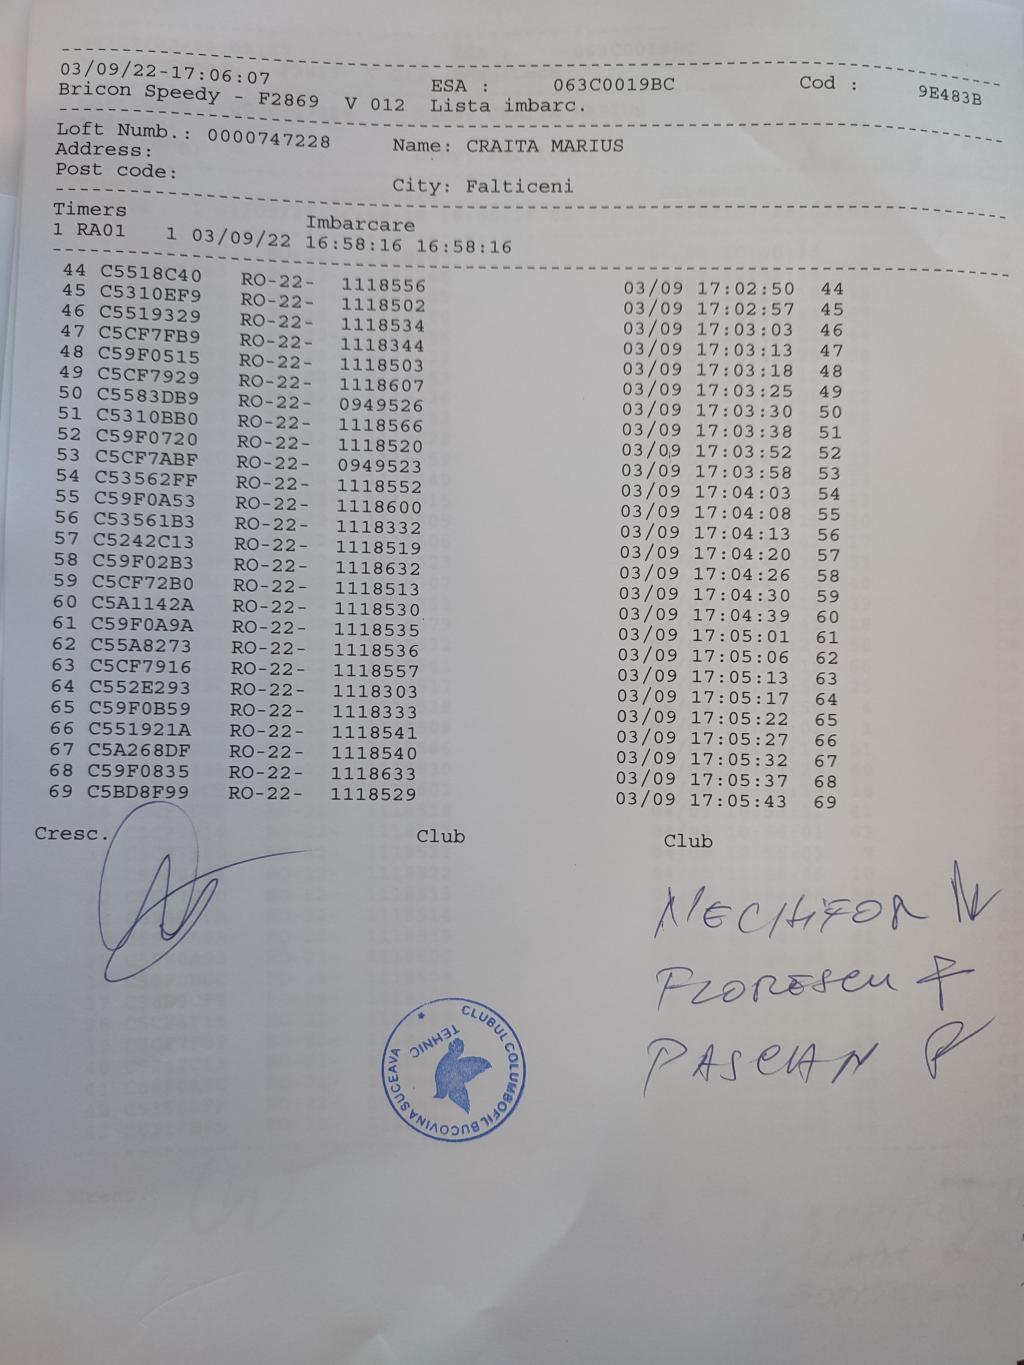 03/09/22-17:06:07 ESA : 063C0019BC Cod : 9E483B
Bricon Speedy - F2869 V 012 Lista imbarc.
Loft Numb.: 0000747228 Name: CRAITA MARIUS
Address:
Post code: City: Falticeni
Timers Imbarcare
1 RA01 1 03/09/22 16:58:16 16:58:16
44 C5518C40 RO-22- 1118556 03/09 17:02:50 44
45 C5310EF9 RO-22- 1118502 03/09 17:02:57 45
46 C5519329 RO-22- 1118534 03/09 17:03:03 46
47 C5CF7FB9 RO-22- 1118344 03/09 17:03:13 47
48 C59F0515 RO-22- 1118503 03/09 17:03:18 48
49 C5CF7929 RO-22- 1118607 03/09 17:03:25 49
50 C5583DB9 RO-22- 0949526 03/09 17:03:30 50
51 C5310BB0 RO-22- 1118566 03/09 17:03:38 51
52 C59F0720 RO-22- 1118520 03/09 17:03:52 52
53 C5CF7ABF RO-22- 0949523 03/09 17:03:58 53
54 C53562FF RO-22- 1118552 03/09 17:04:03 54
55 C59F0A53 RO-22- 1118600 03/09 17:04:08 55
56 C53561B3 RO-22- 1118332 03/09 17:04:13 56
57 C5242C13 RO-22- 1118519 03/09 17:04:20 57
58 C59F02B3 RO-22- 1118632 03/09 17:04:26 58
59 C5CF72B0 RO-22- 1118513 03/09 17:04:30 59
60 C5A1142A RO-22- 1118530 03/09 17:04:39 60
61 C59F0A9A RO-22- 1118535 03/09 17:05:01 61
62 C55A8273 RO-22- 1118536 03/09 17:05:06 62
63 C5CF7916 RO-22- 1118557 03/09 17:05:13 63
64 C552E293 RO-22- 1118303 03/09 17:05:17 64
65 C59F0B59 RO-22- 1118333 03/09 17:05:22 65
66 C551921A RO-22- 1118541 03/09 17:05:27 66
67 C5A268DF RO-22- 1118540 03/09 17:05:32 67
68 C59F0835 RO-22- 1118633 03/09 17:05:37 68
69 C5BD8F99 RO-22- 1118529 03/09 17:05:43 69
Cresc. Club Club
NECHIFOR N
FLORESCU F
PASCAN P
CLUBUL COLUMBOFIL BUCOVINA SUCEAVA *
TEHNIC